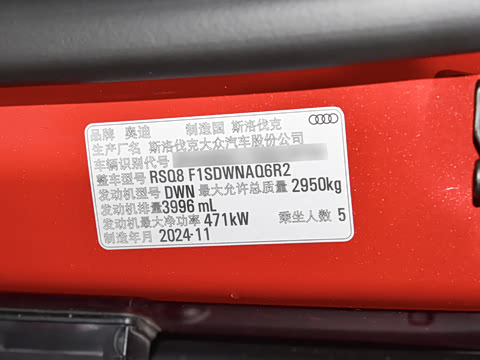 品牌 奥迪 制造国 斯洛伐克
生产厂名 斯洛伐克大众汽车股份公司
车辆识别代号
整车型号 RSQ8 F1SDWNAQ6R2
发动机型号 DWN 最大允许总质量 2950kg
发动机排量 3996 mL
发动机最大净功率 471kW 乘坐人数 5
制造年月 2024-11